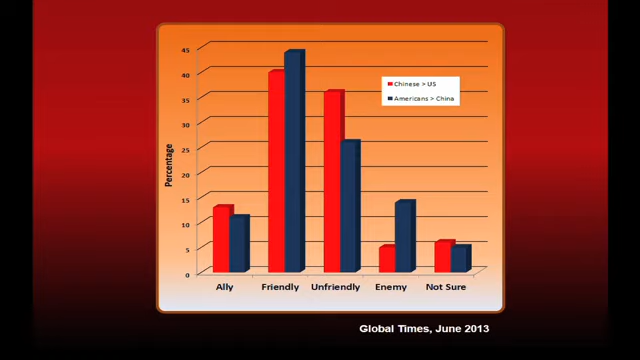 45
40
35
30
25
20
15
10
5
0
Percentage
Chinese > US
Americans > China
Ally Friendly Unfriendly Enemy Not Sure
Global Times, June 2013